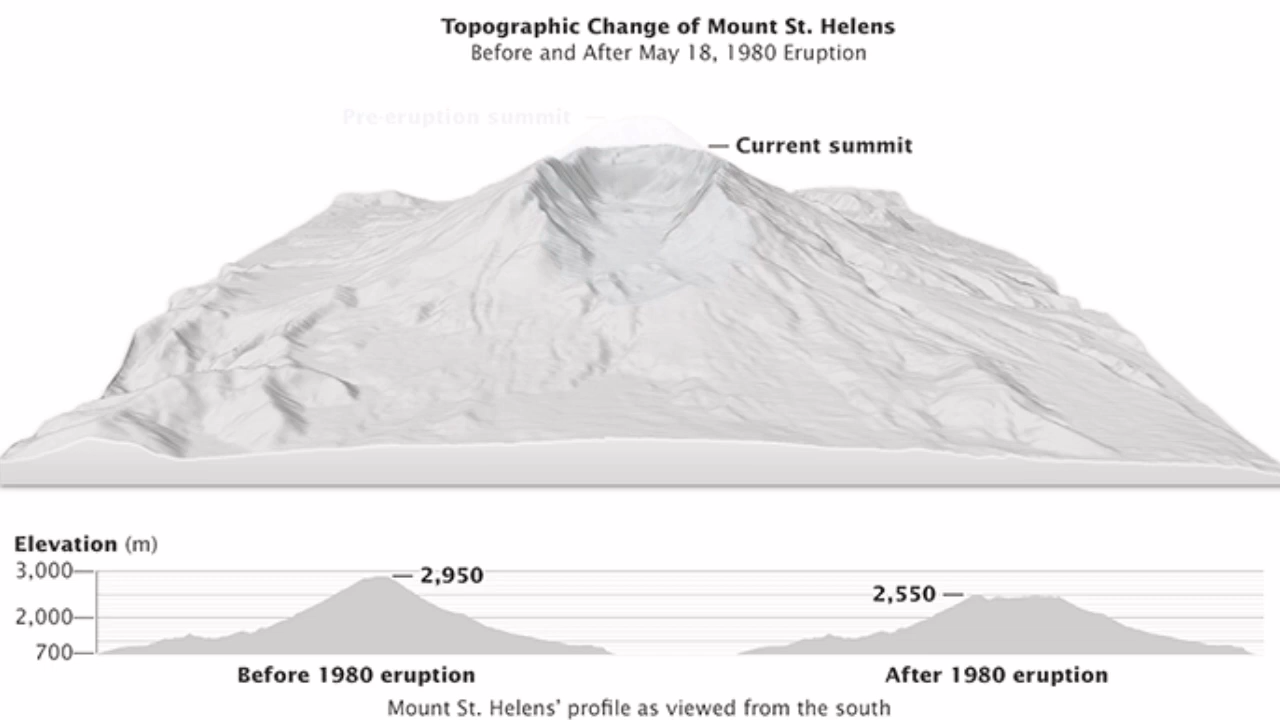 Topographic Change of Mount St. Helens
Before and After May 18, 1980 Eruption
Pre-eruption summit —
— Current summit
Elevation (m)
3,000
— 2,950
2,550 —
2,000
700
Before 1980 eruption
After 1980 eruption
Mount St. Helens’ profile as viewed from the south